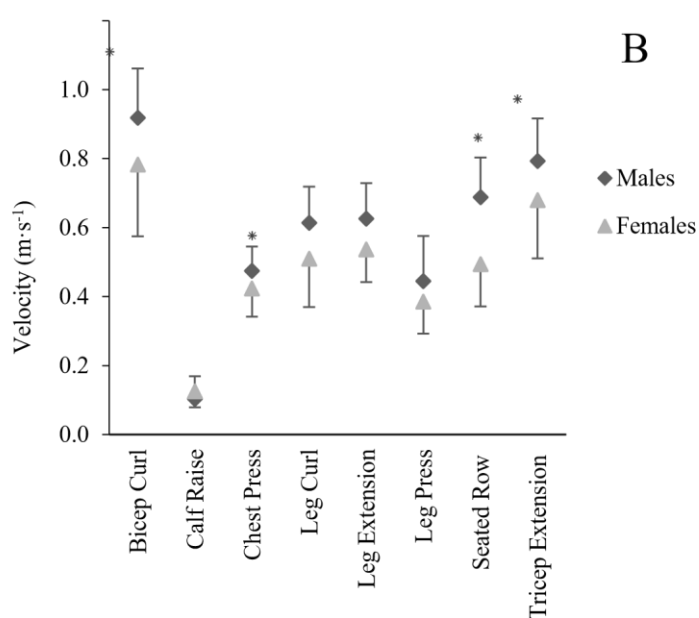 B
*
*
*
*
1.0
0.8
0.6
0.4
0.2
0.0
Velocity (m·s⁻¹)
Males
Females
Bicep Curl
Calf Raise
Chest Press
Leg Curl
Leg Extension
Leg Press
Seated Row
Tricep Extension